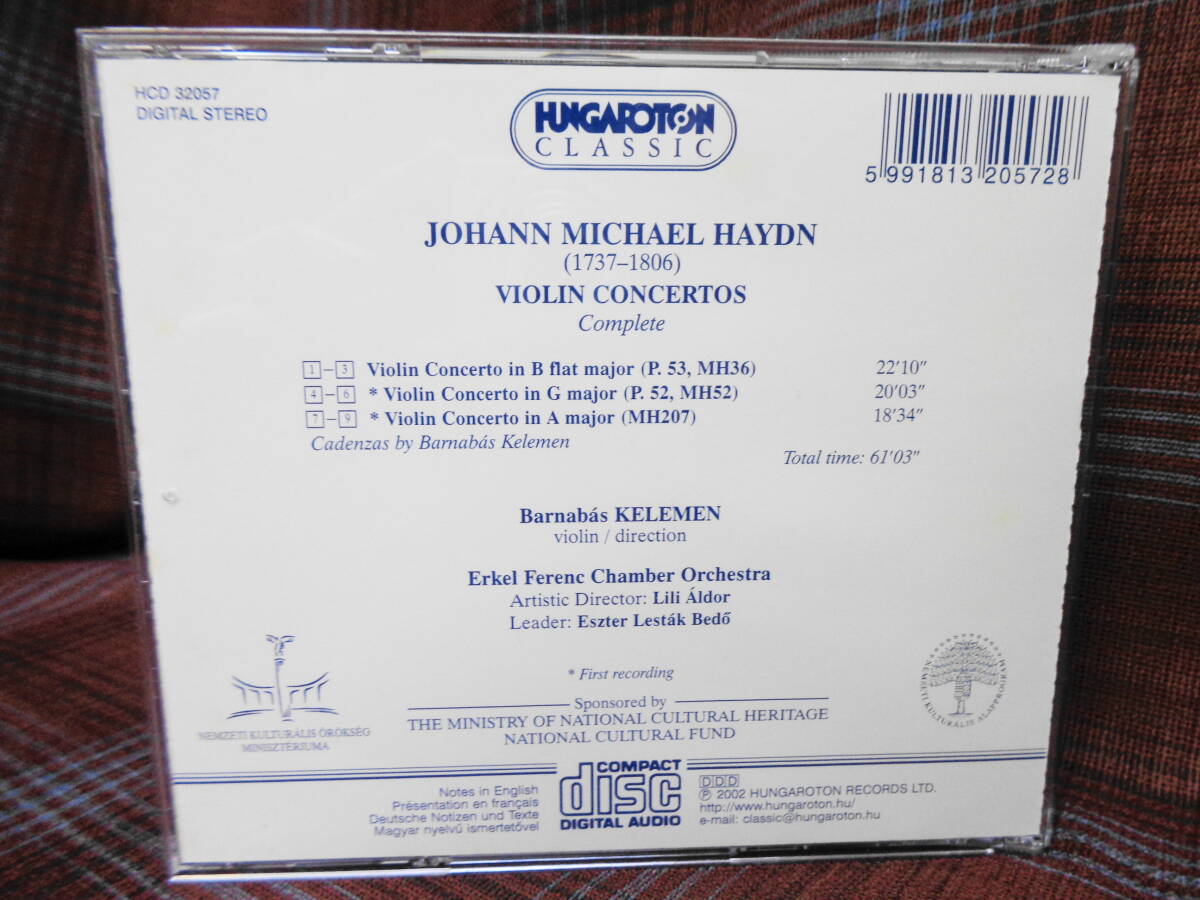 HCD 32057
DIGITAL STEREO
HUNGAROTON
CLASSIC
5 991813 205728
JOHANN MICHAEL HAYDN
(1737–1806)
VIOLIN CONCERTOS
Complete
1 – 3 Violin Concerto in B flat major (P. 53, MH36) 22'10"
4 – 6 * Violin Concerto in G major (P. 52, MH52) 20'03"
7 – 9 * Violin Concerto in A major (MH207) 18'34"
Cadenzas by Barnabás Kelemen
Total time: 61'03"
Barnabás KELEMEN
violin / direction
Erkel Ferenc Chamber Orchestra
Artistic Director: Lili Áldor
Leader: Eszter Lesták Bedő
* First recording
Sponsored by
THE MINISTRY OF NATIONAL CULTURAL HERITAGE
NATIONAL CULTURAL FUND
NEMZETI KULTURÁLIS ÖRÖKSÉG
MINISZTÉRIUMA
NEMZETI KULTURÁLIS ALAPPROGRAM
Notes in English
Présentation en français
Deutsche Notizen und Texte
Magyar nyelvű ismertetővel
COMPACT
disc
DIGITAL AUDIO
DDD
℗ 2002 HUNGAROTON RECORDS LTD.
http://www.hungaroton.hu/
e-mail: classic@hungaroton.hu